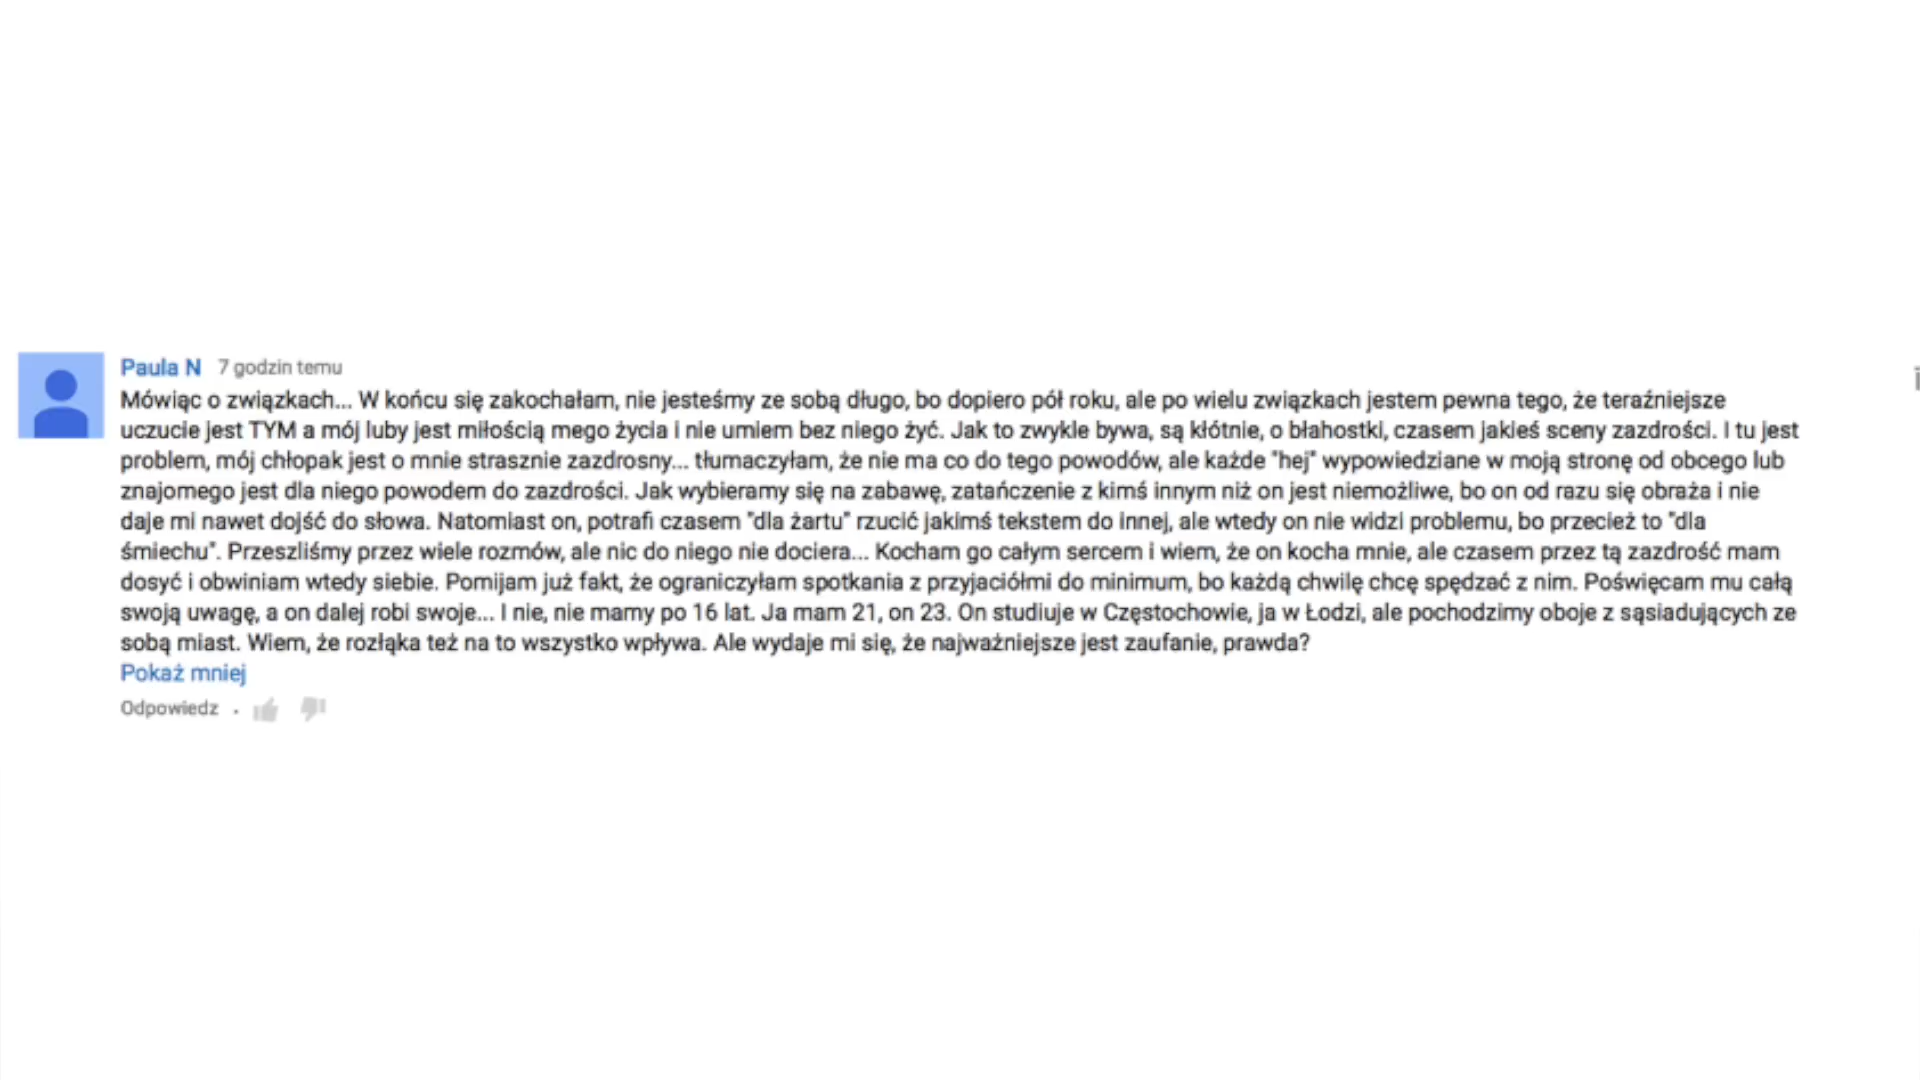 Paula N 7 godzin temu
Mówiąc o związkach... W końcu się zakochałam, nie jesteśmy ze sobą długo, bo dopiero pół roku, ale po wielu związkach jestem pewna tego, że teraźniejsze
uczucie jest TYM a mój luby jest miłością mego życia i nie umiem bez niego żyć. Jak to zwykle bywa, są kłótnie, o błahostki, czasem jakieś sceny zazdrości. I tu jest
problem, mój chłopak jest o mnie strasznie zazdrosny... tłumaczyłam, że nie ma co do tego powodów, ale każde "hej" wypowiedziane w moją stronę od obcego lub
znajomego jest dla niego powodem do zazdrości. Jak wybieramy się na zabawę, zatańczenie z kimś innym niż on jest niemożliwe, bo on od razu się obraża i nie
daje mi nawet dojść do słowa. Natomiast on, potrafi czasem "dla żartu" rzucić jakimś tekstem do innej, ale wtedy on nie widzi problemu, bo przecież to "dla
śmiechu". Przeszliśmy przez wiele rozmów, ale nic do niego nie dociera... Kocham go całym sercem i wiem, że on kocha mnie, ale czasem przez tą zazdrość mam
dosyć i obwiniam wtedy siebie. Pomijam już fakt, że ograniczyłam spotkania z przyjaciółmi do minimum, bo każdą chwilę chcę spędzać z nim. Poświęcam mu całą
swoją uwagę, a on dalej robi swoje... I nie, nie mamy po 16 lat. Ja mam 21, on 23. On studiuje w Częstochowie, ja w Łodzi, ale pochodzimy oboje z sąsiadujących ze
sobą miast. Wiem, że rozłąka też na to wszystko wpływa. Ale wydaje mi się, że najważniejsze jest zaufanie, prawda?
Pokaż mniej
Odpowiedz .